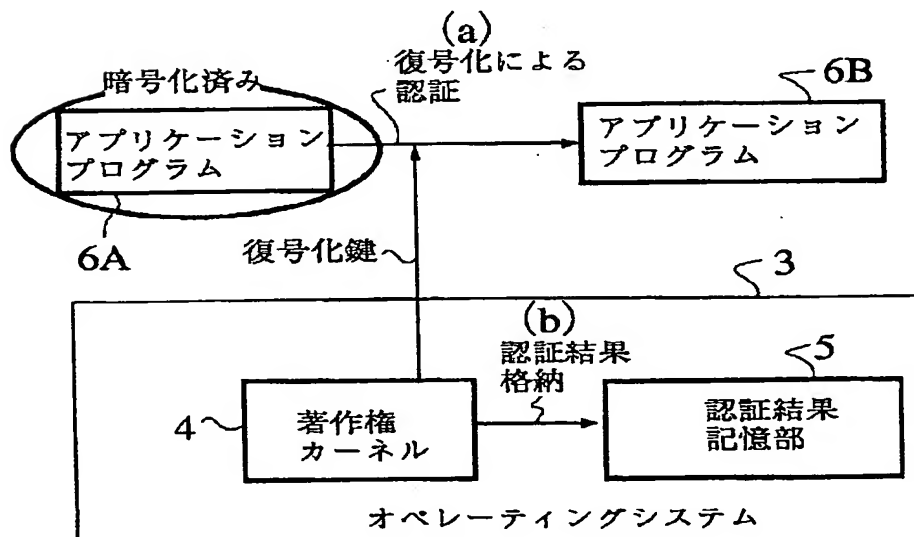 (a)
暗号化済み
復号化による
認証
6B
アプリケーション
プログラム
アプリケーション
プログラム
6A
復号化鍵
3
(b)
認証結果
格納
5
4
著作権
カーネル
認証結果
記憶部
オペレーティングシステム